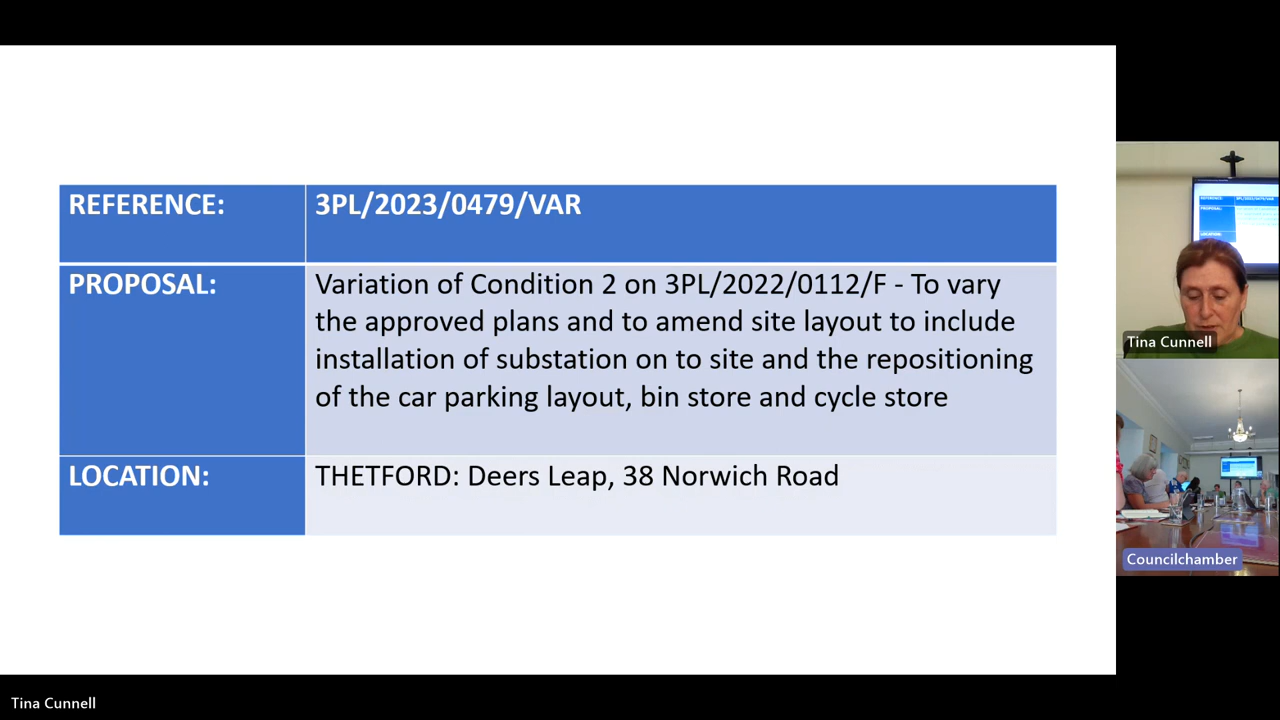 REFERENCE: 3PL/2023/0479/VAR
PROPOSAL: Variation of Condition 2 on 3PL/2022/0112/F - To vary
the approved plans and to amend site layout to include
installation of substation on to site and the repositioning
of the car parking layout, bin store and cycle store
LOCATION: THETFORD: Deers Leap, 38 Norwich Road
Tina Cunnell
Councilchamber
Tina Cunnell